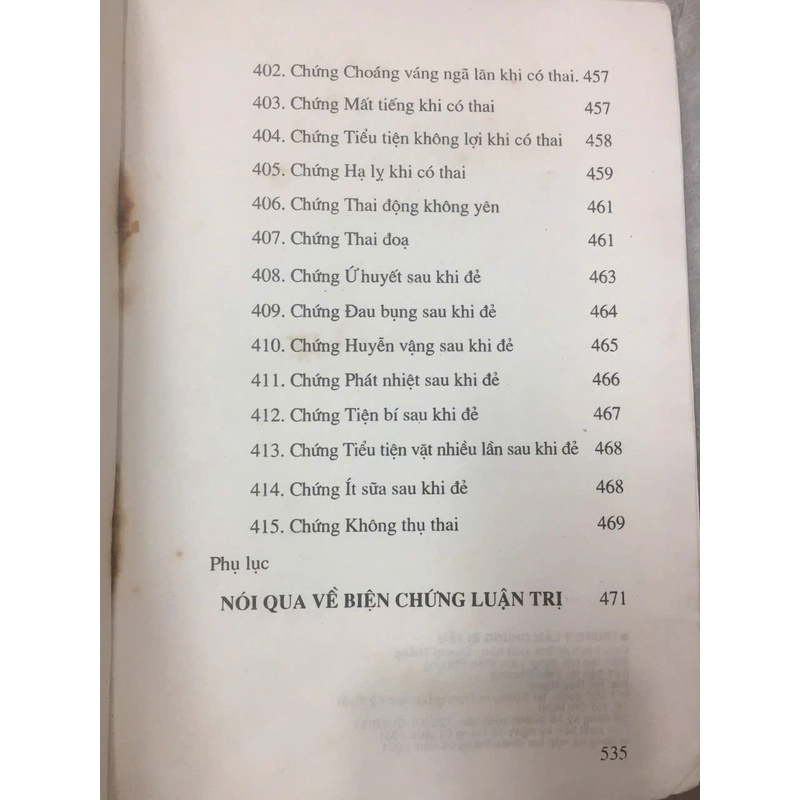 402. Chứng Choáng váng ngã lăn khi có thai. 457
403. Chứng Mất tiếng khi có thai 457
404. Chứng Tiểu tiện không lợi khi có thai 458
405. Chứng Hạ lỵ khi có thai 459
406. Chứng Thai động không yên 461
407. Chứng Thai đoạ 461
408. Chứng Ứ huyết sau khi đẻ 463
409. Chứng Đau bụng sau khi đẻ 464
410. Chứng Huyễn vậng sau khi đẻ 465
411. Chứng Phát nhiệt sau khi đẻ 466
412. Chứng Tiện bí sau khi đẻ 467
413. Chứng Tiểu tiện vặt nhiều lần sau khi đẻ 468
414. Chứng Ít sữa sau khi đẻ 468
415. Chứng Không thụ thai 469
Phụ lục
NÓI QUA VỀ BIỆN CHỨNG LUẬN TRỊ 471
535